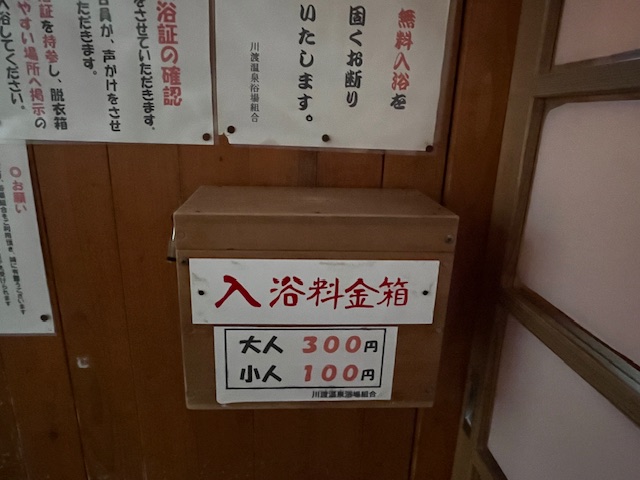 浴証の確認
をさせていただきます。
合員が、声かけをさせ
ただきます。
証を持参し、脱衣箱
やすい場所へ掲示の
入浴してください。
無料入浴を
固くお断り
いたします。
川渡温泉浴場組合
○お願い
入浴料金箱
大人 300円
小人 100円
川渡温泉浴場組合